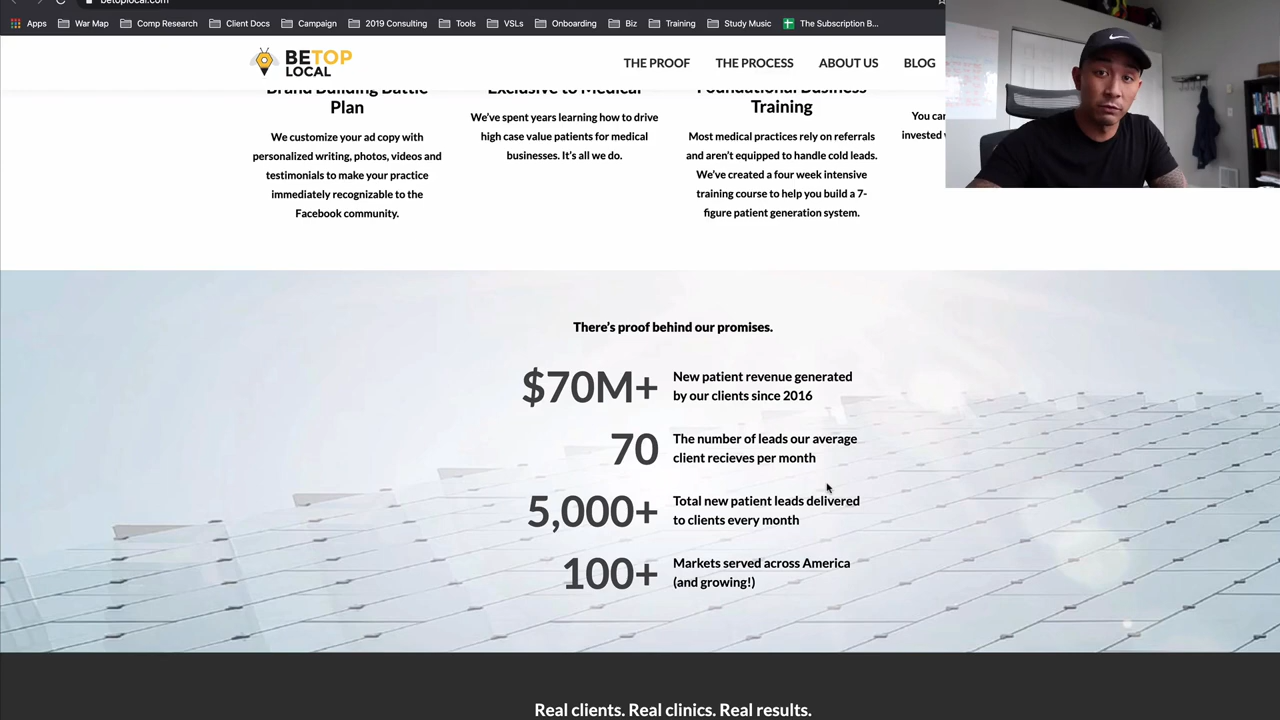 betoplocal.com
Apps War Map Comp Research Client Docs Campaign 2019 Consulting Tools VSLs Onboarding Biz Training Study Music The Subscription B...
BETOP
LOCAL
THE PROOF THE PROCESS ABOUT US BLOG
Brand Building Battle
Plan
We customize your ad copy with
personalized writing, photos, videos and
testimonials to make your practice
immediately recognizable to the
Facebook community.
Exclusive to Medical
We've spent years learning how to drive
high case value patients for medical
businesses. It's all we do.
Foundational Business
Training
Most medical practices rely on referrals
and aren't equipped to handle cold leads.
We've created a four week intensive
training course to help you build a 7-
figure patient generation system.
You can
invested
There's proof behind our promises.
$70M+ New patient revenue generated
by our clients since 2016
70 The number of leads our average
client recieves per month
5,000+ Total new patient leads delivered
to clients every month
100+ Markets served across America
(and growing!)
Real clients. Real clinics. Real results.